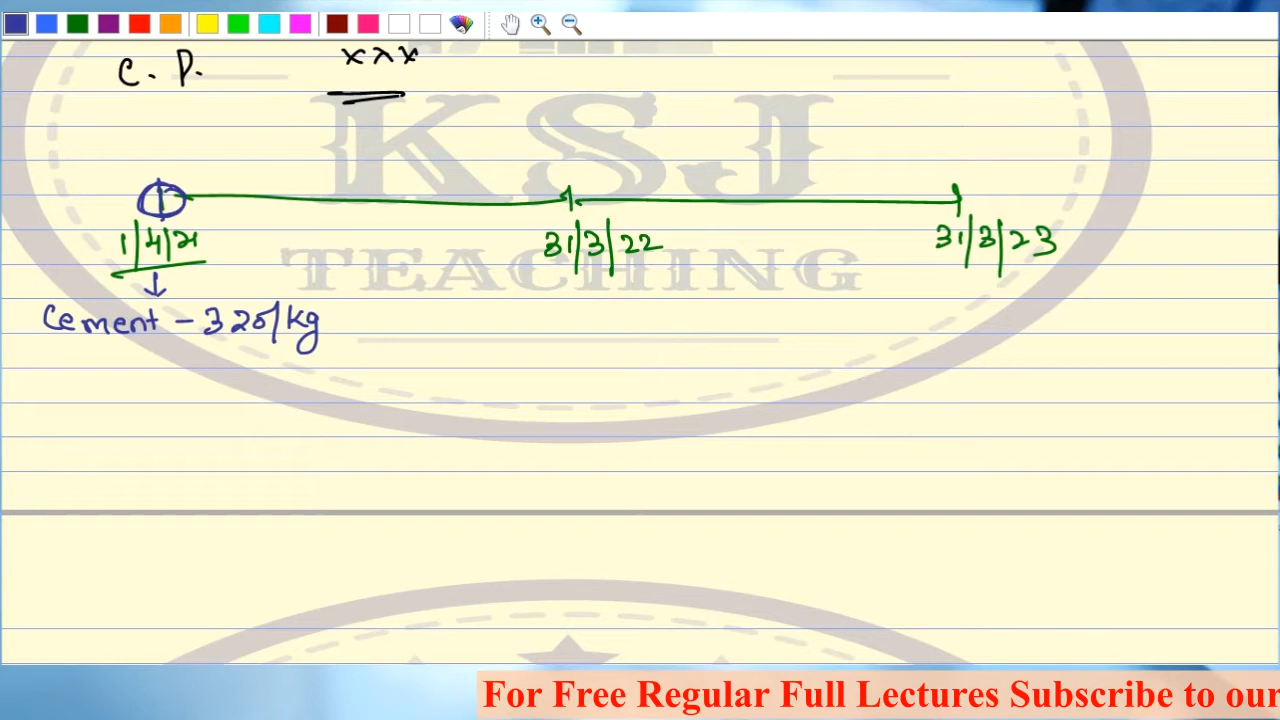 C. P. xxx
KSJ
1|4|21 31|3|22 31|3|23
TEACHING
Cement - 320/kg
For Free Regular Full Lectures Subscribe to our